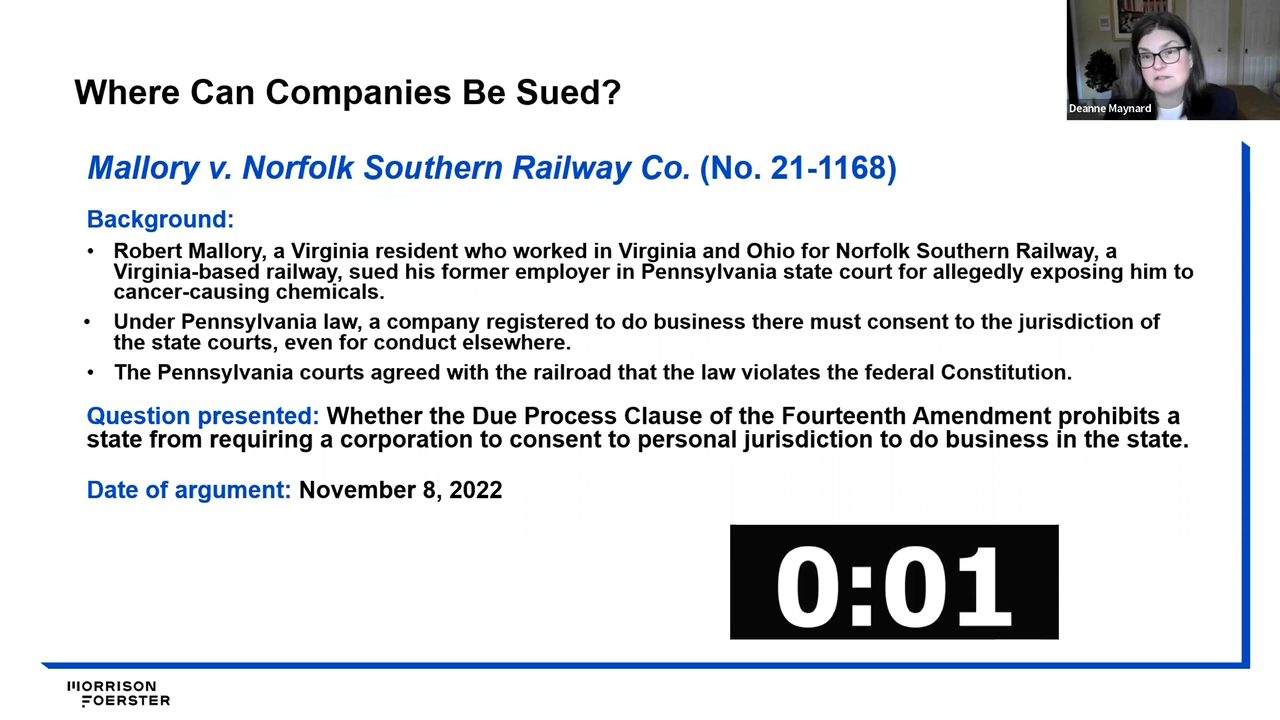 Deanne Maynard
Where Can Companies Be Sued?
Mallory v. Norfolk Southern Railway Co. (No. 21-1168)
Background:
• Robert Mallory, a Virginia resident who worked in Virginia and Ohio for Norfolk Southern Railway, a
Virginia-based railway, sued his former employer in Pennsylvania state court for allegedly exposing him to
cancer-causing chemicals.
• Under Pennsylvania law, a company registered to do business there must consent to the jurisdiction of
the state courts, even for conduct elsewhere.
• The Pennsylvania courts agreed with the railroad that the law violates the federal Constitution.
Question presented: Whether the Due Process Clause of the Fourteenth Amendment prohibits a
state from requiring a corporation to consent to personal jurisdiction to do business in the state.
Date of argument: November 8, 2022
0:01
MORRISON
FOERSTER